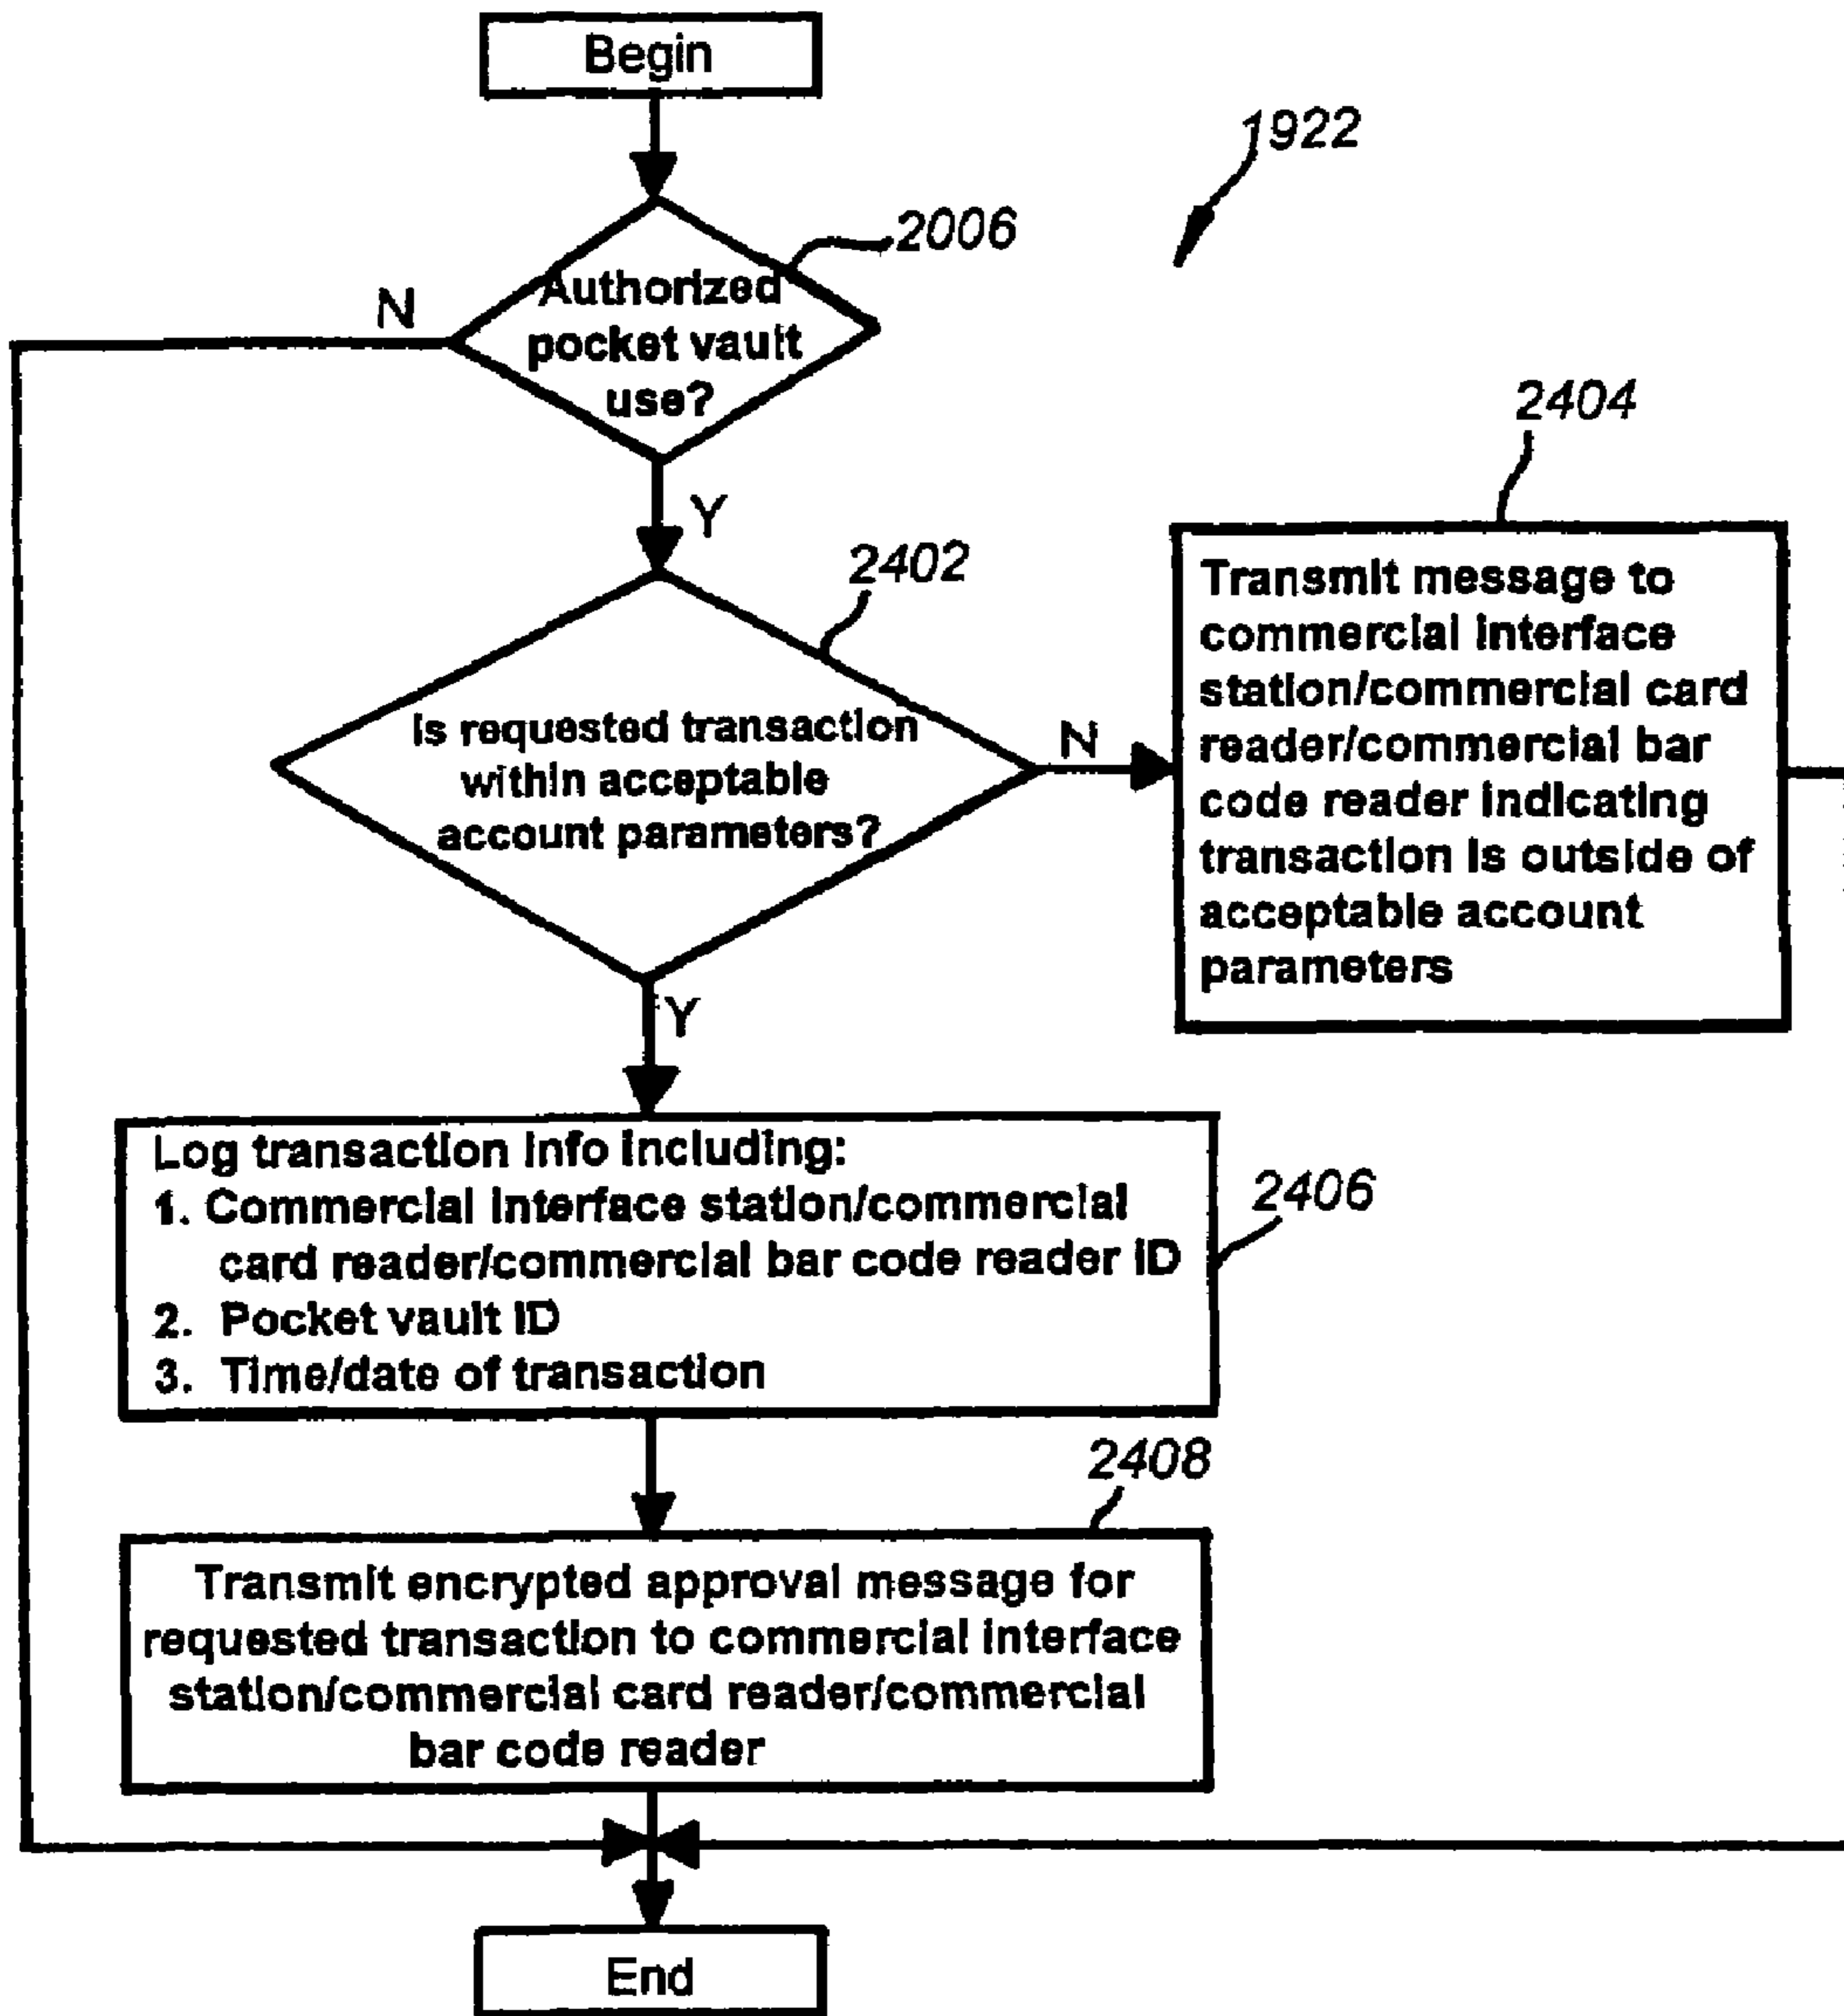 Begin
1922
2006
N
Authorized
pocket vault
use?
Y
2404
2402
Transmit message to
commercial interface
station/commercial card
reader/commercial bar
code reader indicating
transaction is outside of
acceptable account
parameters
Is requested transaction
within acceptable
account parameters?
N
Y
Log transaction info including:
1. Commercial interface station/commercial
card reader/commercial bar code reader ID
2. Pocket vault ID
3. Time/date of transaction
2406
2408
Transmit encrypted approval message for
requested transaction to commercial interface
station/commercial card reader/commercial
bar code reader
End